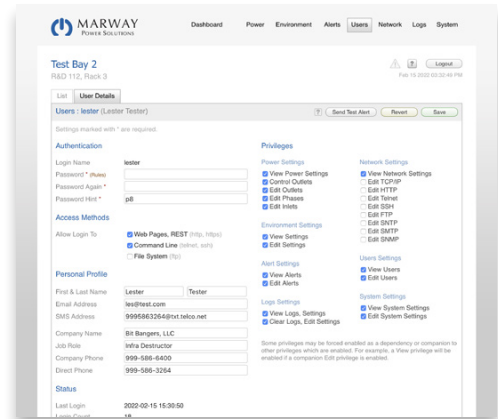 MARWAY
POWER SOLUTIONS
Dashboard Power Environment Alerts Users Network Logs System
Test Bay 2
? Logout
R&D 112, Rack 3
Feb 15 2022 03:32:48 PM
List User Details
Users : lester (Lester Tester)
? Send Test Alert Revert Save
Settings marked with * are required.
Authentication
Login Name lester
Password * (Rules)
Password Again *
Password Hint * p8
Access Methods
Allow Login To Web Pages, REST (http, https)
Command Line (telnet, ssh)
File System (ftp)
Personal Profile
First & Last Name Lester Tester
Email Address les@test.com
SMS Address 9995863264@txt.telco.net
Company Name Bit Bangers, LLC
Job Role Infra Destructor
Company Phone 999-586-6400
Direct Phone 999-586-3264
Status
Last Login 2022-02-15 15:30:50
Login Count 18
Privileges
Power Settings
View Power Settings
Control Outlets
Edit Outlets
Edit Phases
Edit Inlets
Environment Settings
View Settings
Edit Settings
Alert Settings
View Alerts
Edit Alerts
Logs Settings
View Logs, Settings
Clear Logs, Edit Settings
Network Settings
View Network Settings
Edit TCP/IP
Edit HTTP
Edit Telnet
Edit SSH
Edit FTP
Edit SNTP
Edit SMTP
Edit SNMP
Users Settings
View Users
Edit Users
System Settings
View System Settings
Edit System Settings
Some privileges may be forced enabled as a dependency or companion to
other privileges which are enabled. For example, a View privilege will be
enabled if a companion Edit privilege is enabled.